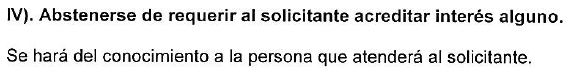 IV). Abstenerse de requerir al solicitante acreditar interés alguno.
Se hará del conocimiento a la persona que atenderá al solicitante.